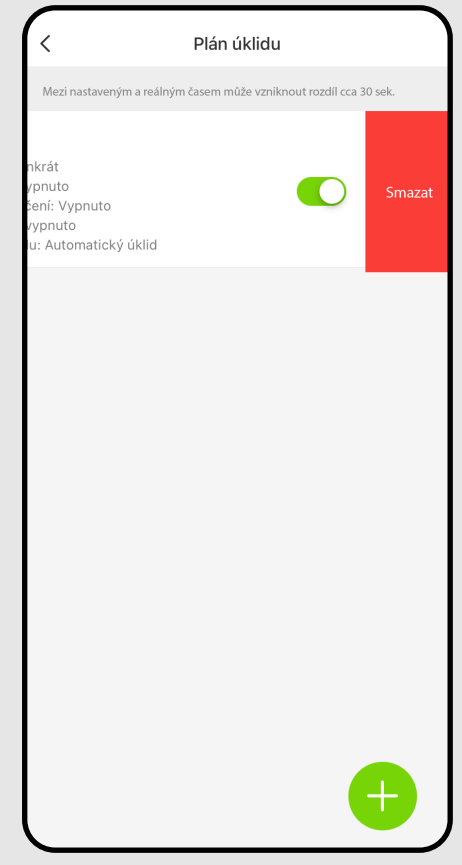 Plán úklidu
Mezi nastaveným a reálným časem může vzniknout rozdíl cca 30 sek.
nkrát
ypnuto
čení: Vypnuto
vypnuto
lu: Automatický úklid
Smazat